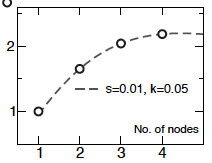 2
s=0.01, k=0.05
1
No. of nodes
1 2 3 4